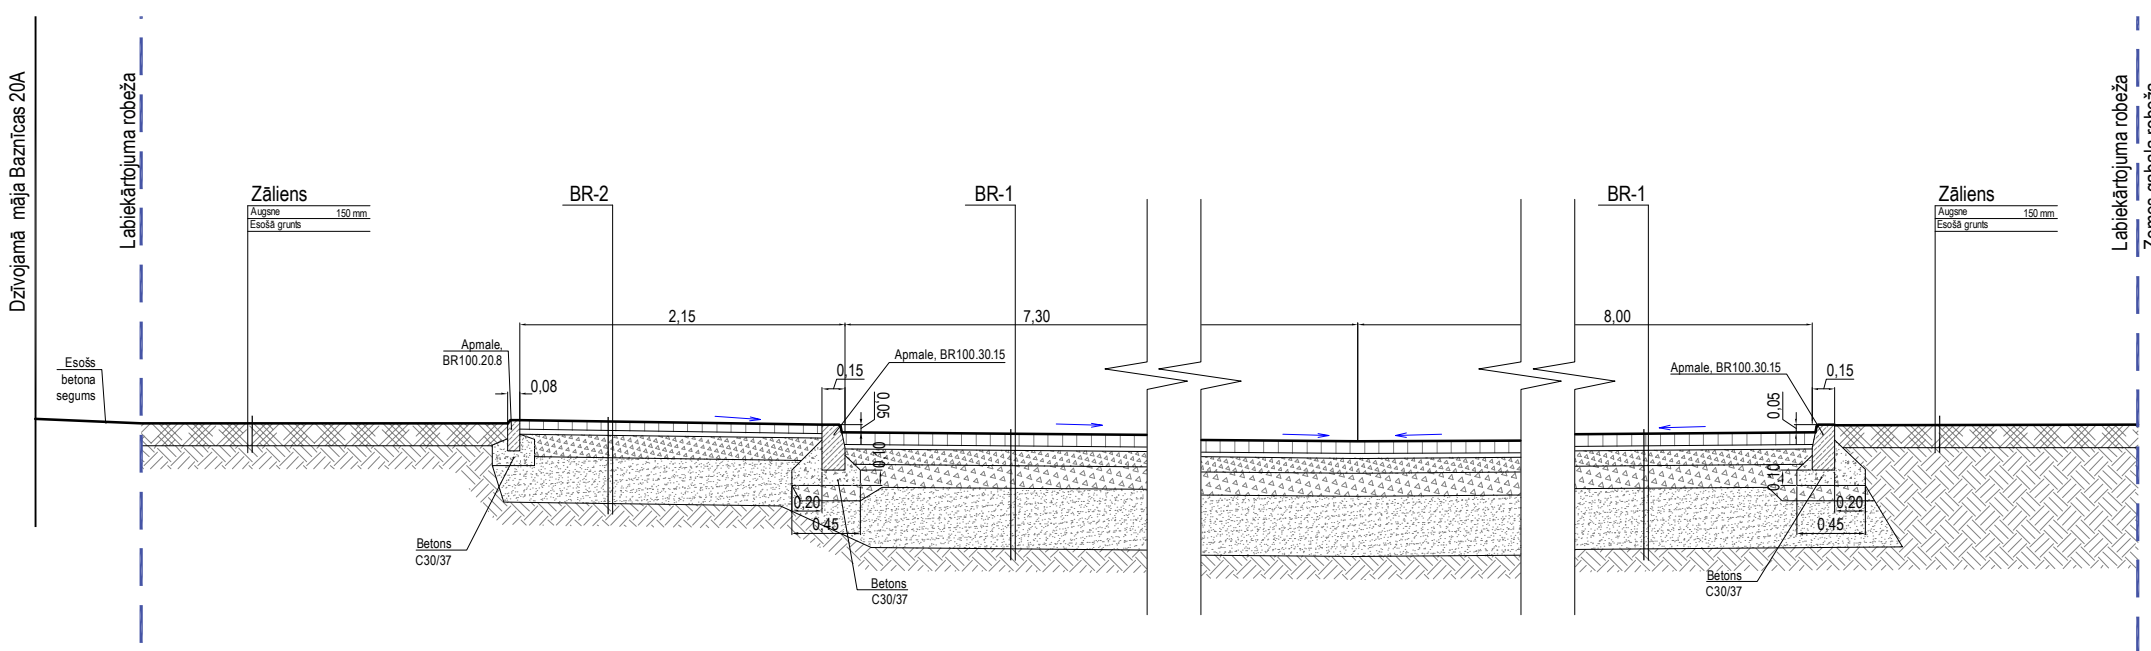 Dzīvojamā māja Baznīcas 20A
Labiekārtojuma robeža
Zāliens
Augsne 150 mm
Esošā grunts
BR-2
BR-1
BR-1
Zāliens
Augsne 150 mm
Esošā grunts
Labiekārtojuma robeža
Zemes gabala robeža
2,15
7,30
8,00
Apmale,
BR100.20.8
Apmale, BR100.30.15
Apmale, BR100.30.15
Esošs
betona
segums
0,08
0,15
0,05
0,10
0,20
0,45
0,15
0,05
0,10
0,20
0,45
Betons
C30/37
Betons
C30/37
Betons
C30/37